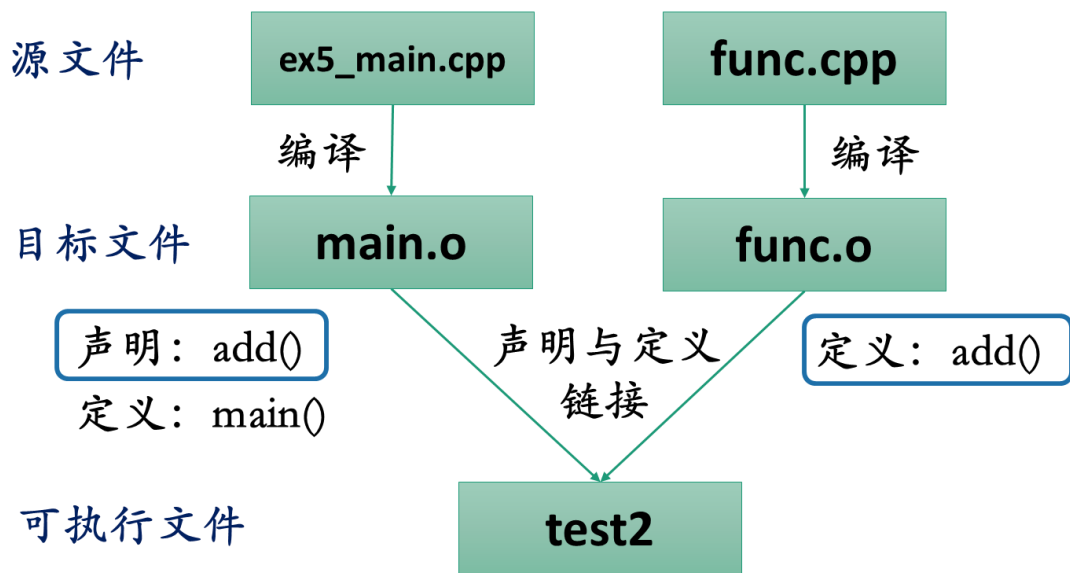 源文件
ex5_main.cpp
func.cpp
编译
编译
目标文件
main.o
func.o
声明：add()
定义：main()
声明与定义
链接
定义：add()
可执行文件
test2